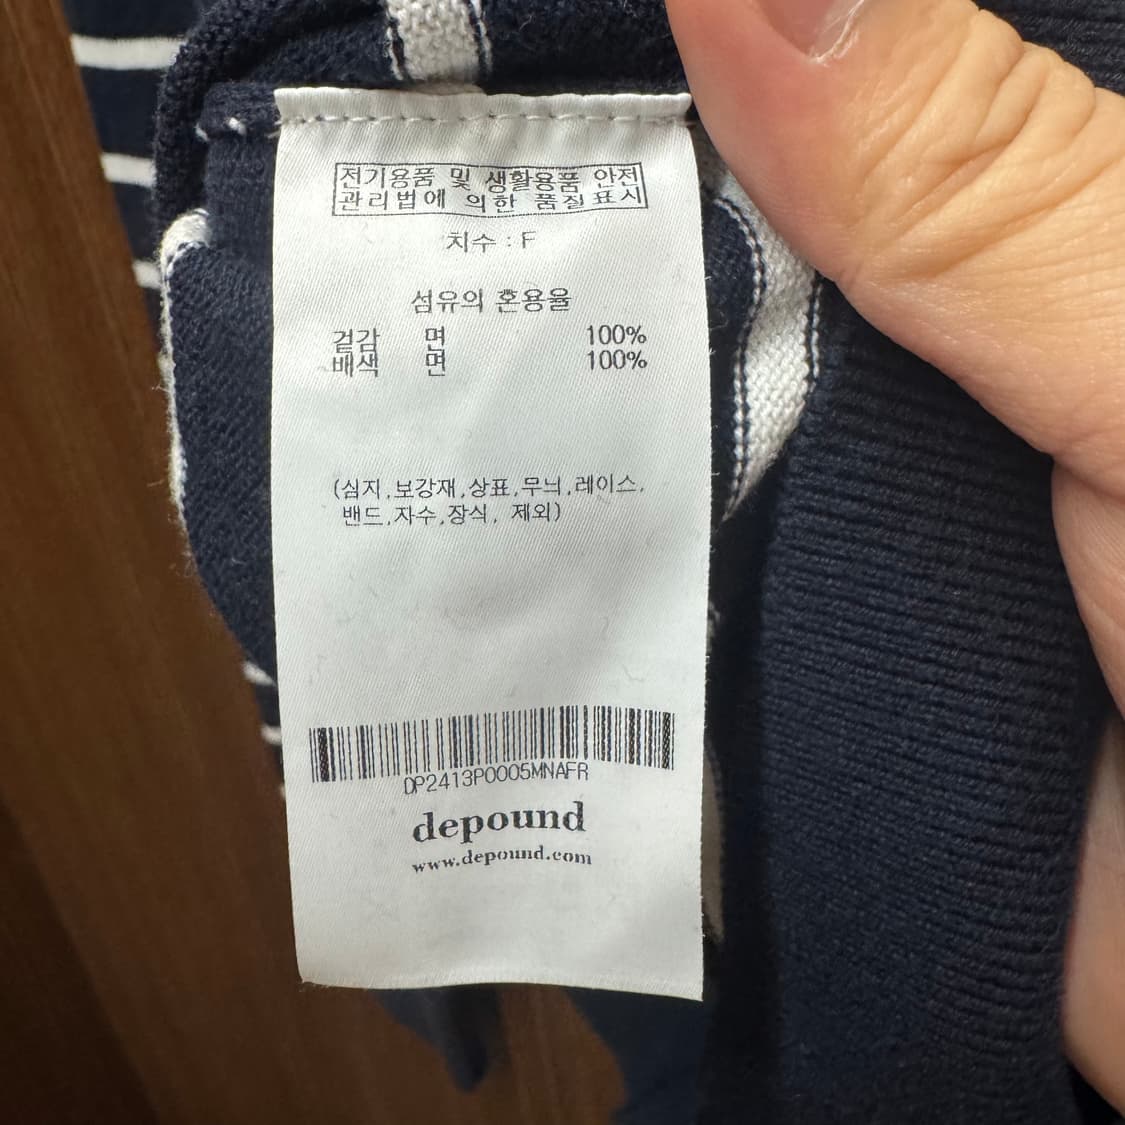 전기용품 및 생활용품 안전
관리법에 의한 품질표시
치수 : F
섬유의 혼용율
겉감 면 100%
배색 면 100%
(심지,보강재,상표,무늬,레이스,
밴드,자수,장식, 제외)
DP2413P0005MNAFR
depound
www.depound.com